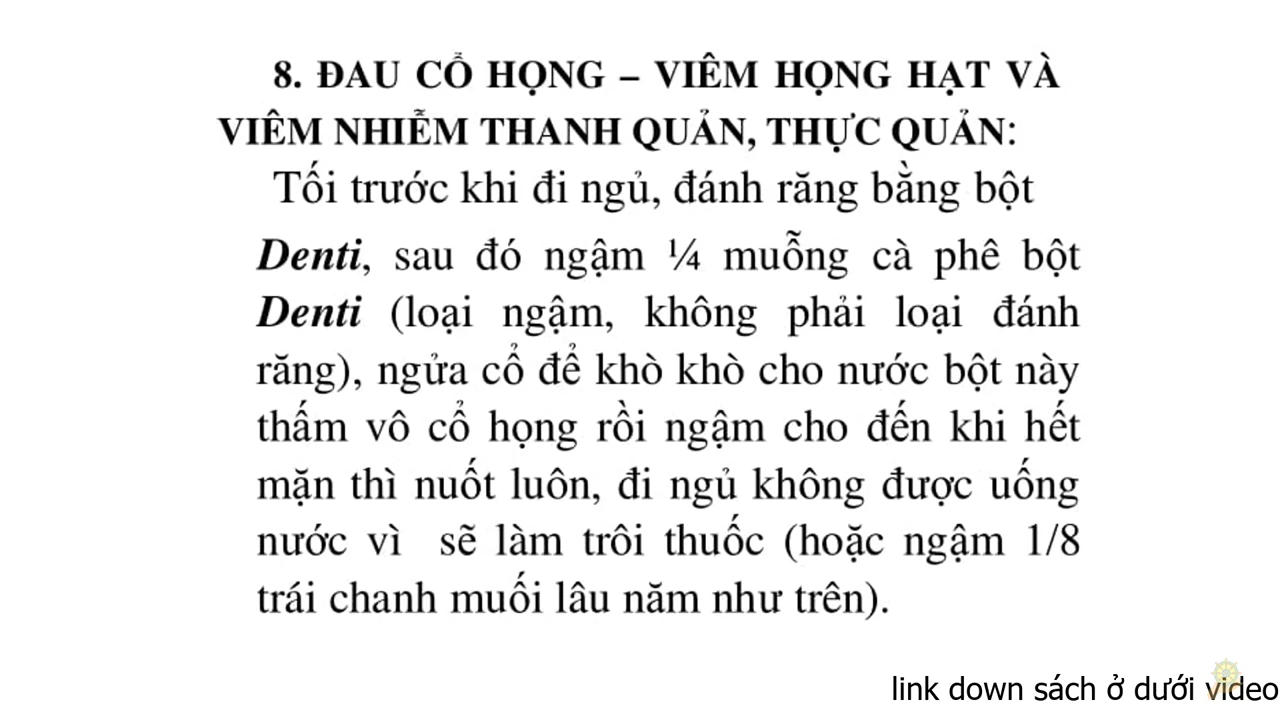 8. ĐAU CỔ HỌNG – VIÊM HỌNG HẠT VÀ
VIÊM NHIỄM THANH QUẢN, THỰC QUẢN:
Tối trước khi đi ngủ, đánh răng bằng bột
Denti, sau đó ngậm ¼ muỗng cà phê bột
Denti (loại ngậm, không phải loại đánh
răng), ngửa cổ để khò khò cho nước bột này
thấm vô cổ họng rồi ngậm cho đến khi hết
mặn thì nuốt luôn, đi ngủ không được uống
nước vì sẽ làm trôi thuốc (hoặc ngậm 1/8
trái chanh muối lâu năm như trên).
link down sách ở dưới video